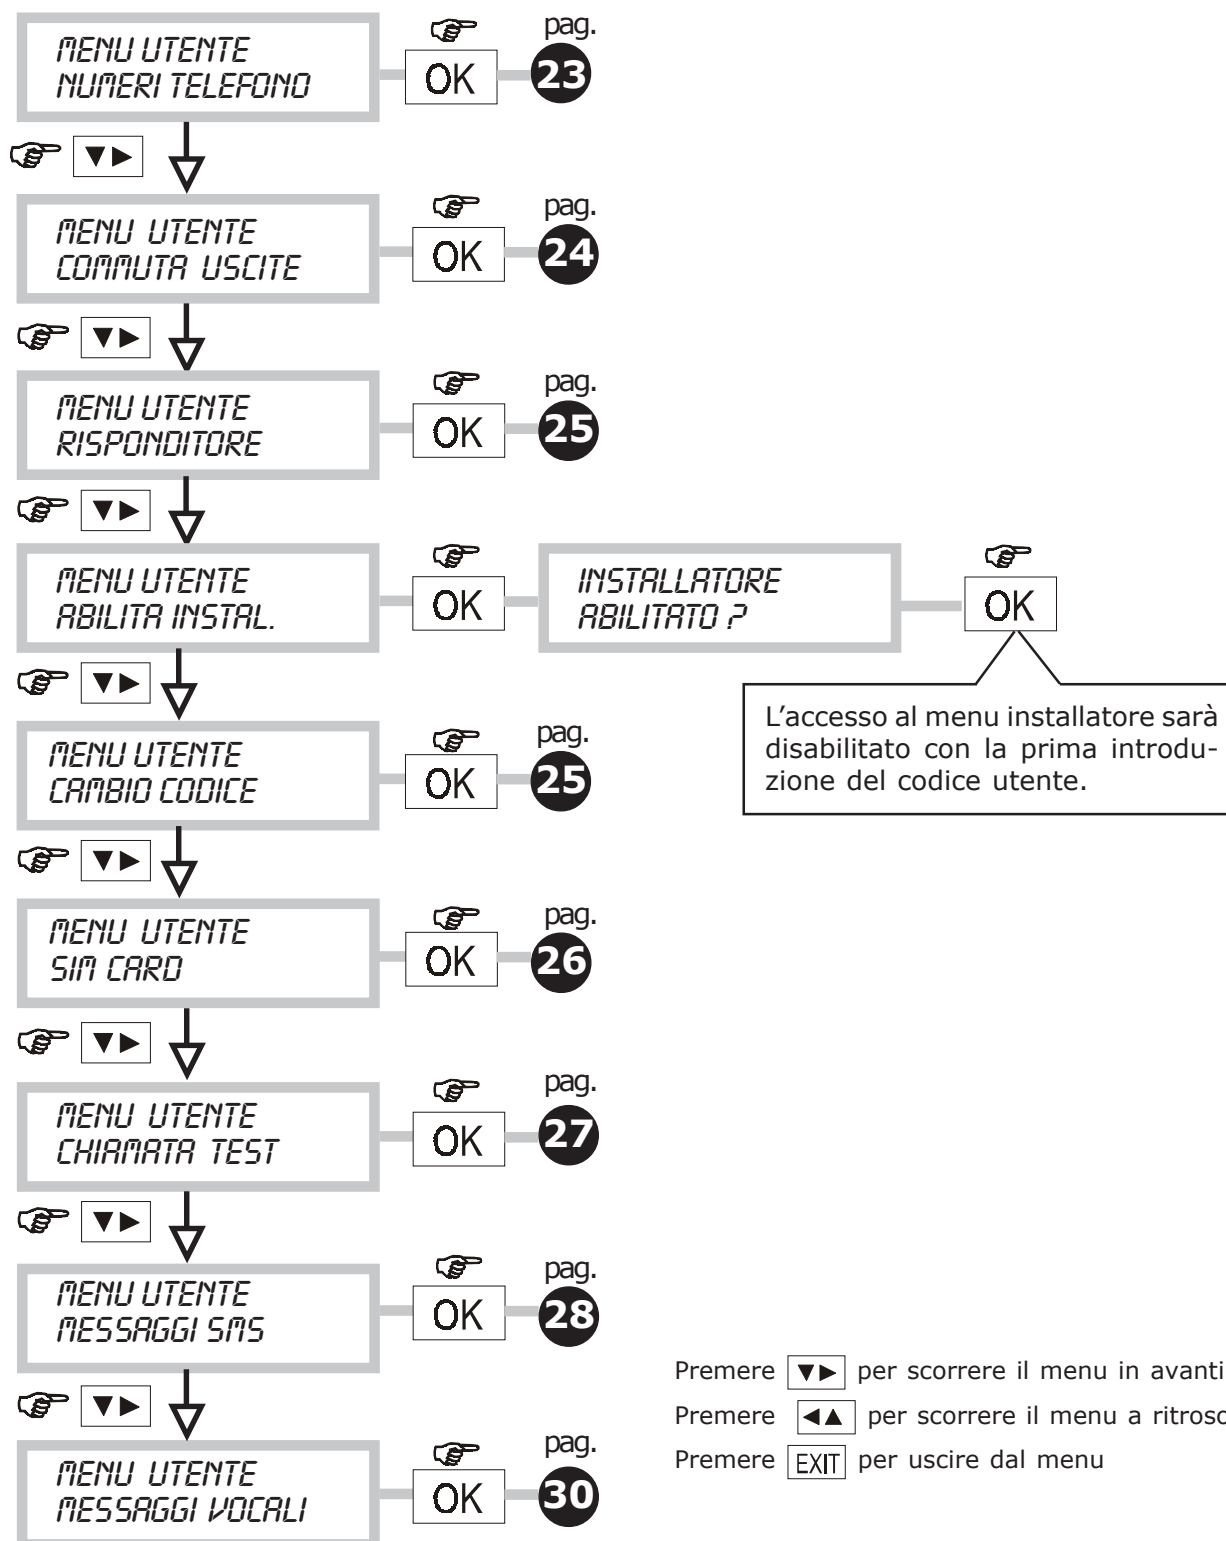 MENU UTENTE
NUMERI TELEFONO
OK
pag.
23
MENU UTENTE
COMMUTA USCITE
OK
pag.
24
MENU UTENTE
RISPONDITORE
OK
pag.
25
MENU UTENTE
ABILITA INSTAL.
OK
INSTALLATORE
ABILITATO ?
OK
L'accesso al menu installatore sarà
disabilitato con la prima introdu-
zione del codice utente.
MENU UTENTE
CAMBIO CODICE
OK
pag.
25
MENU UTENTE
SIM CARD
OK
pag.
26
MENU UTENTE
CHIAMATA TEST
OK
pag.
27
MENU UTENTE
MESSAGGI SMS
OK
pag.
28
MENU UTENTE
MESSAGGI VOCALI
OK
pag.
30
Premere ▼▶ per scorrere il menu in avanti
Premere ◀▲ per scorrere il menu a ritroso
Premere EXIT per uscire dal menu